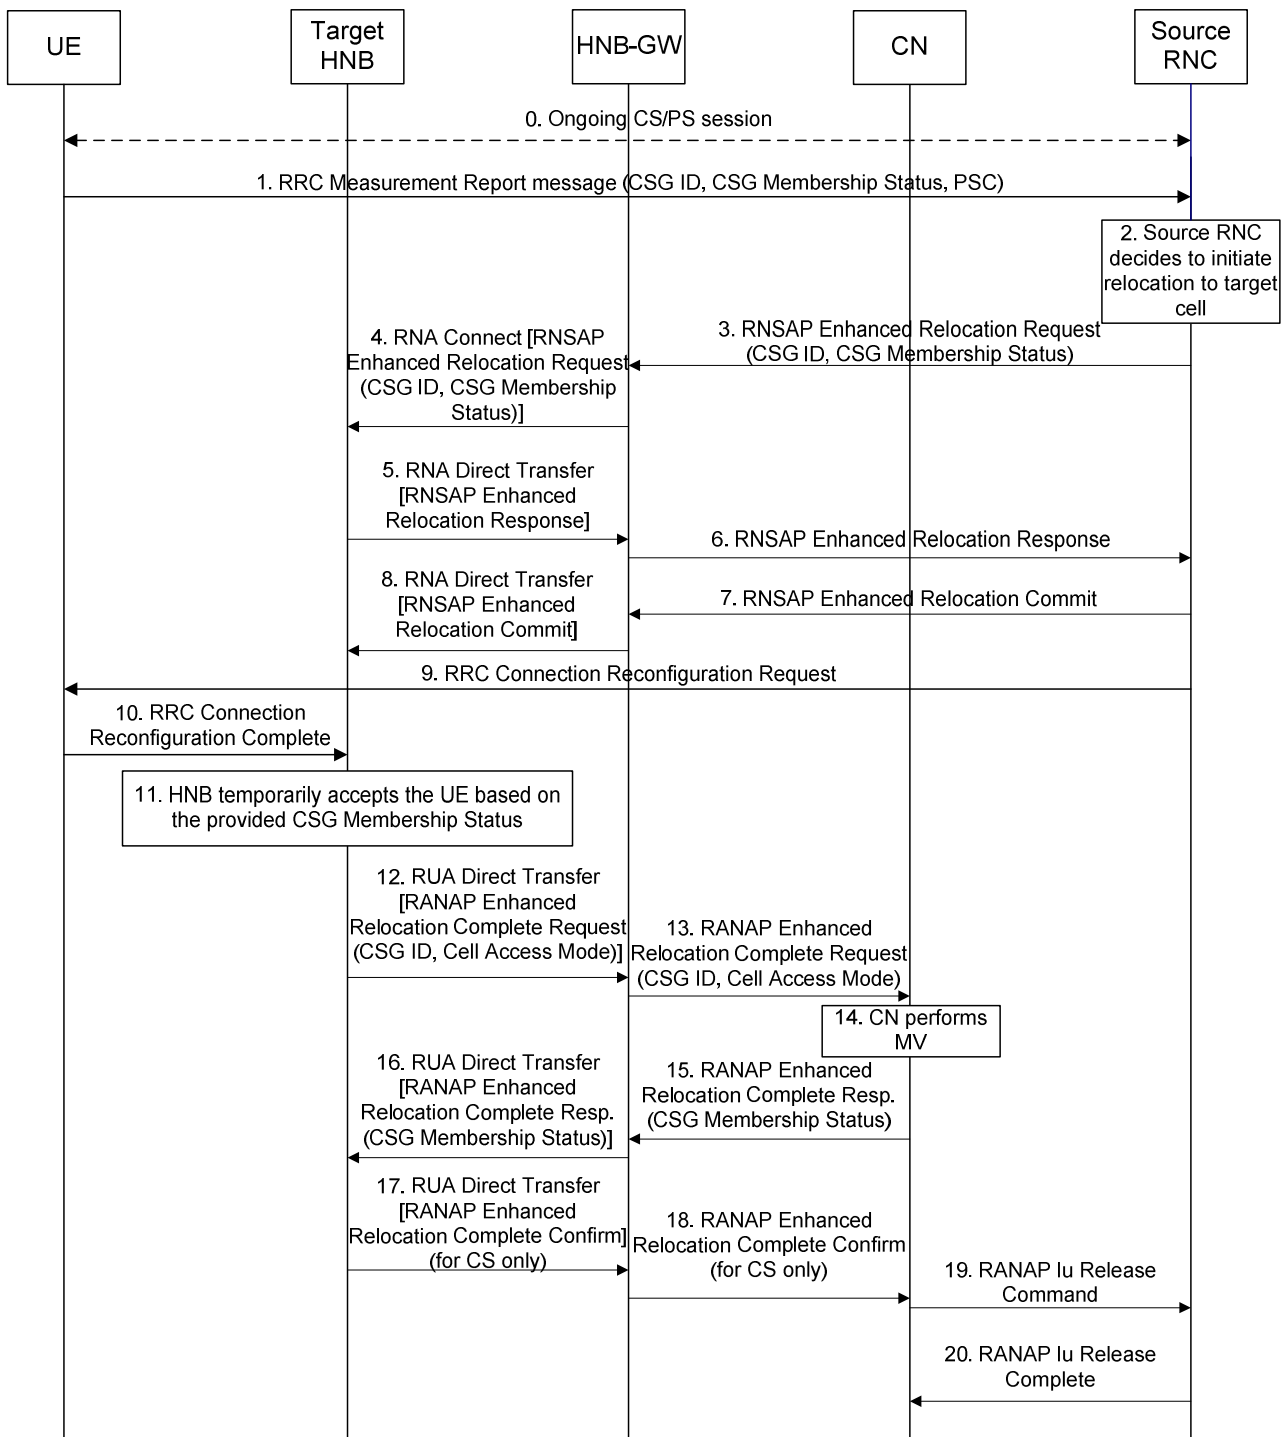 UE
Target
HNB
HNB-GW
CN
Source
RNC
0. Ongoing CS/PS session
1. RRC Measurement Report message (CSG ID, CSG Membership Status, PSC)
2. Source RNC
decides to initiate
relocation to target
cell
3. RNSAP Enhanced Relocation Request
(CSG ID, CSG Membership Status)
4. RNA Connect [RNSAP
Enhanced Relocation Request
(CSG ID, CSG Membership
Status)]
5. RNA Direct Transfer
[RNSAP Enhanced
Relocation Response]
6. RNSAP Enhanced Relocation Response
7. RNSAP Enhanced Relocation Commit
8. RNA Direct Transfer
[RNSAP Enhanced
Relocation Commit]
9. RRC Connection Reconfiguration Request
10. RRC Connection
Reconfiguration Complete
11. HNB temporarily accepts the UE based on
the provided CSG Membership Status
12. RUA Direct Transfer
[RANAP Enhanced
Relocation Complete Request
(CSG ID, Cell Access Mode)]
13. RANAP Enhanced
Relocation Complete Request
(CSG ID, Cell Access Mode)
14. CN performs
MV
15. RANAP Enhanced
Relocation Complete Resp.
(CSG Membership Status)
16. RUA Direct Transfer
[RANAP Enhanced
Relocation Complete Resp.
(CSG Membership Status)]
17. RUA Direct Transfer
[RANAP Enhanced
Relocation Complete Confirm]
(for CS only)
18. RANAP Enhanced
Relocation Complete Confirm
(for CS only)
19. RANAP Iu Release
Command
20. RANAP Iu Release
Complete